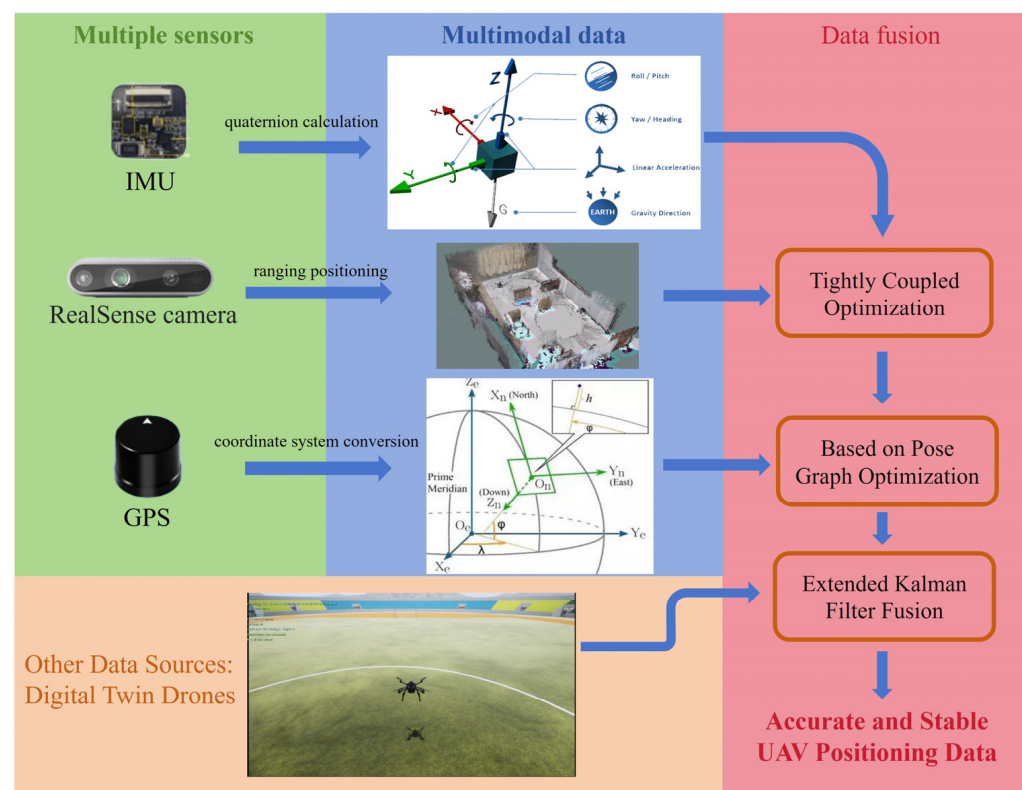 Multiple sensors
Multimodal data
Data fusion
IMU
quaternion calculation
Z
X
Y
G
Roll / Pitch
Yaw / Heading
Linear Acceleration
EARTH
Gravity Direction
RealSense camera
ranging positioning
Tightly Coupled
Optimization
GPS
coordinate system conversion
Ze
Xn (North)
h
φ
Prime
Meridian
Yn
(East)
On
(Down)
Zn
Oe
φ
λ
Ye
Xe
Based on Pose
Graph Optimization
Extended Kalman
Filter Fusion
Other Data Sources:
Digital Twin Drones
Accurate and Stable
UAV Positioning Data